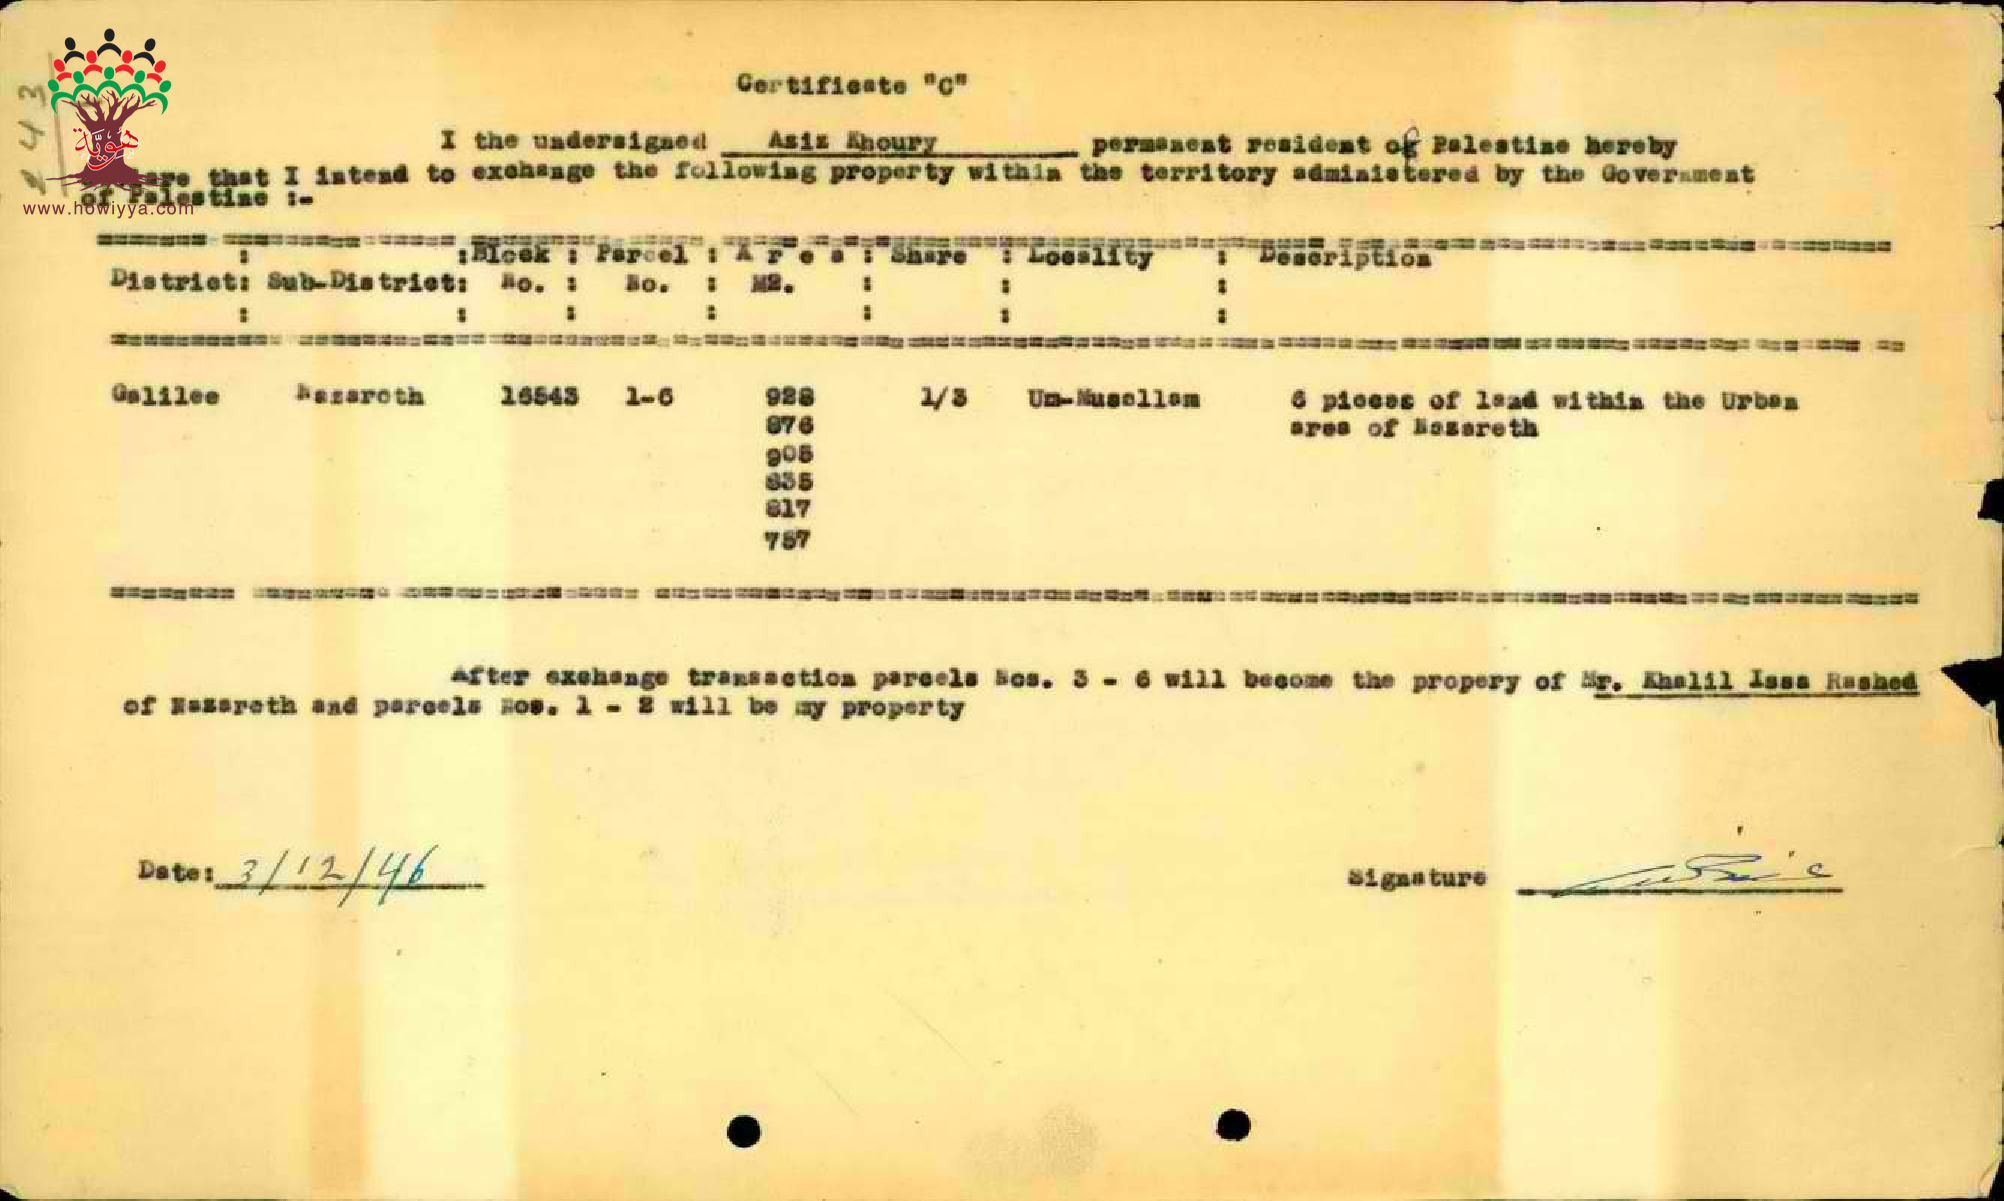 243
هوية
www.howiyya.com
Certificate "C"
I the undersigned Aziz Khoury permanent resident of Palestine hereby
are that I intend to exchange the following property within the territory administered by the Government
of Palestine :-
: :Block : Parcel : A r e a : Share : Locality : Description
District: Sub-District: No. : No. : M2. : : :
: : : : : : :
Galilee Nazareth 16543 1-6 928 1/3 Um-Musellam 6 pieces of land within the Urban
876 area of Nazareth
905
835
817
757
After exchange transaction parcels Nos. 3 - 6 will become the propery of Mr. Khalil Issa Rashed
of Nazareth and parcels Nos. 1 - 2 will be my property
Date: 3/12/46 Signature